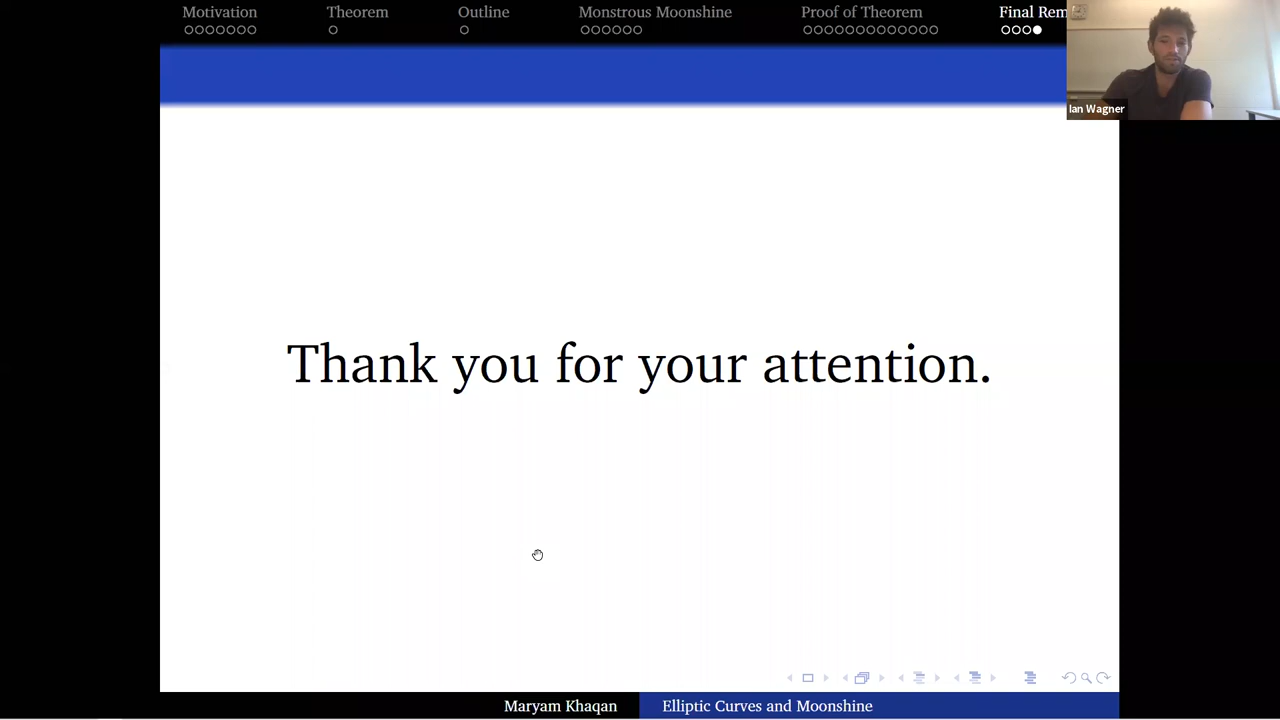 Motivation Theorem Outline Monstrous Moonshine Proof of Theorem Final Rem
Ian Wagner
Thank you for your attention.
Maryam Khaqan Elliptic Curves and Moonshine